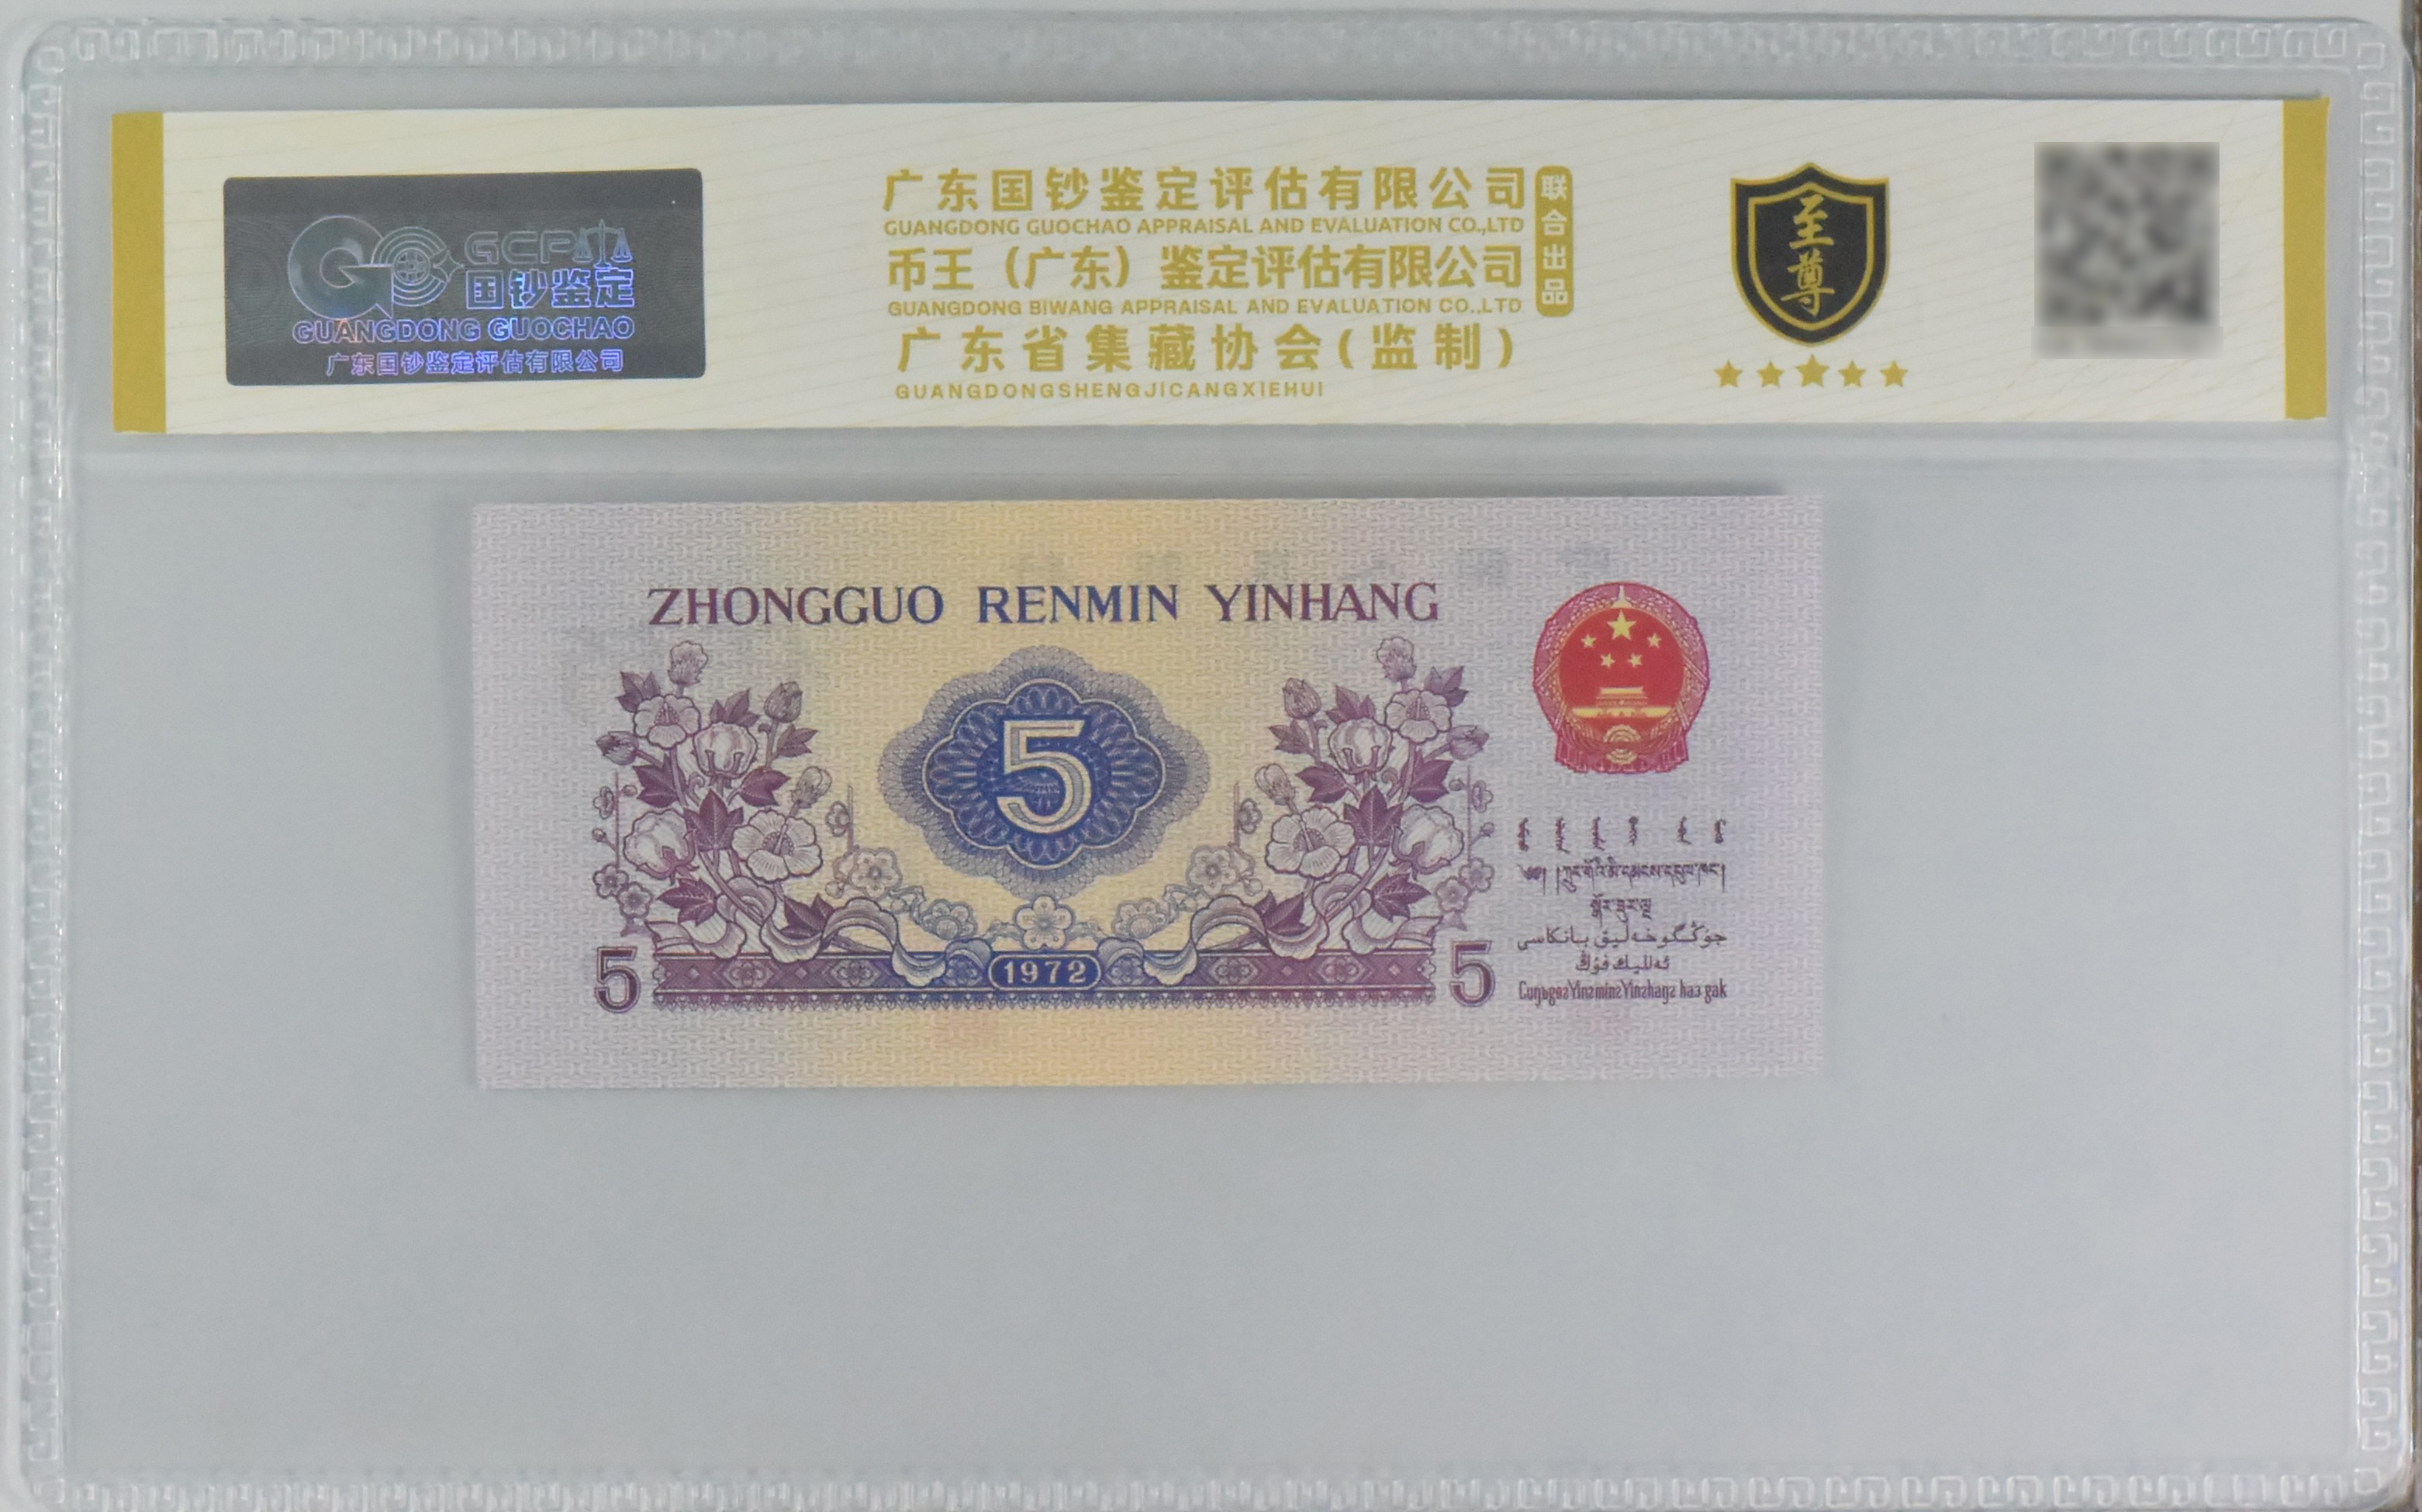 GCP
国钞鉴定
GUANGDONG GUOCHAO
广东国钞鉴定评估有限公司
广东国钞鉴定评估有限公司
GUANGDONG GUOCHAO APPRAISAL AND EVALUATION CO.,LTD
币王（广东）鉴定评估有限公司
GUANGDONG BIWANG APPRAISAL AND EVALUATION CO.,LTD
广东省集藏协会(监制)
GUANGDONGSHENGJICANGXIEHUI
联合出品
至尊
ZHONGGUO RENMIN YINHANG
5
1972
5
5
جۇڭگوخەلىق بانكاسى
ئەللىك فۇڭ